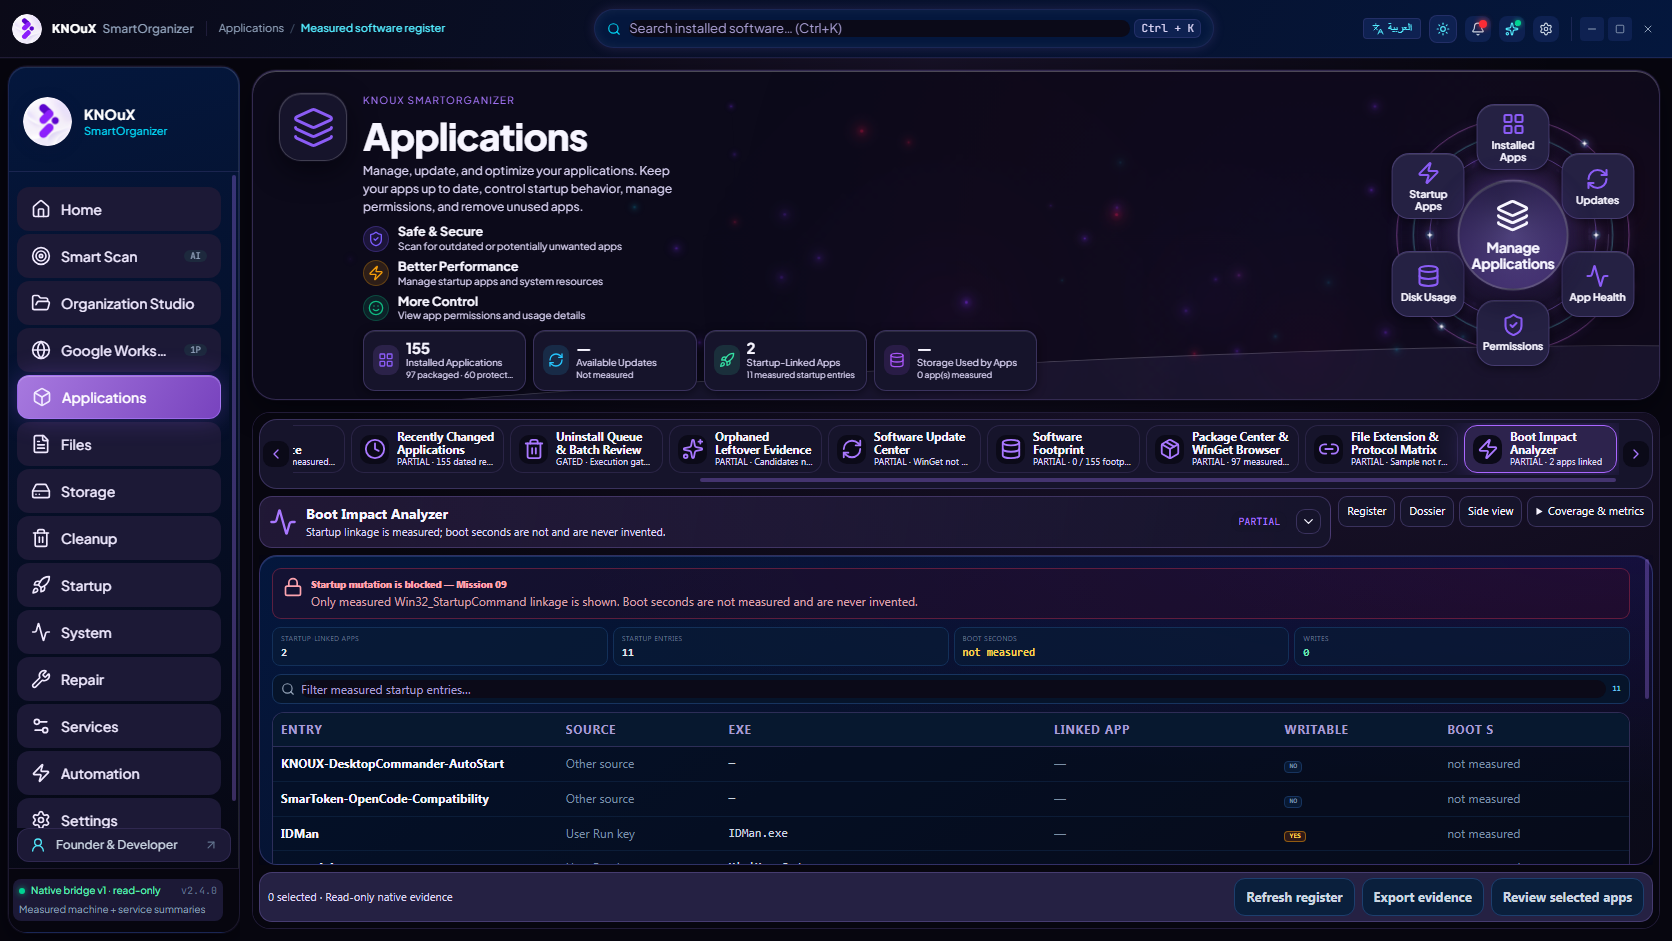 KNOuX SmartOrganizer
Applications / Measured software register
Search installed software... (Ctrl+K)
Ctrl + K
العربية
KNOuX
SmartOrganizer
Home
Smart Scan AI
Organization Studio
Google Works... 1P
Applications
Files
Storage
Cleanup
Startup
System
Repair
Services
Automation
Settings
Founder & Developer
Native bridge v1 · read-only v2.4.8
Measured machine + service summaries
KNOUX SMARTORGANIZER
Applications
Manage, update, and optimize your applications. Keep
your apps up to date, control startup behavior, manage
permissions, and remove unused apps.
Safe & Secure
Scan for outdated or potentially unwanted apps
Better Performance
Manage startup apps and system resources
More Control
View app permissions and usage details
155
Installed Applications
97 packaged · 60 protect...
—
Available Updates
Not measured
2
Startup-Linked Apps
11 measured startup entries
—
Storage Used by Apps
0 app(s) measured
Installed
Apps
Startup
Apps
Updates
Manage
Applications
Disk Usage
App Health
Permissions
:e
neasured...
Recently Changed
Applications
PARTIAL · 155 dated re...
Uninstall Queue
& Batch Review
GATED · Execution gat...
Orphaned
Leftover Evidence
PARTIAL · Candidates n...
Software Update
Center
PARTIAL · WinGet not ...
Software
Footprint
PARTIAL · 0 / 155 footp...
Package Center &
WinGet Browser
PARTIAL · 97 measured...
File Extension &
Protocol Matrix
PARTIAL · Sample not r...
Boot Impact
Analyzer
PARTIAL · 2 apps linked
Boot Impact Analyzer
Startup linkage is measured; boot seconds are not and are never invented.
PARTIAL
Register
Dossier
Side view
Coverage & metrics
Startup mutation is blocked — Mission 09
Only measured Win32_StartupCommand linkage is shown. Boot seconds are not measured and are never invented.
STARTUP LINKED APPS
2
STARTUP ENTRIES
11
BOOT SECONDS
not measured
WRITES
0
Filter measured startup entries...
11
ENTRY SOURCE EXE LINKED APP WRITABLE BOOT S
KNOUX-DesktopCommander-AutoStart Other source — — NO not measured
SmarToken-OpenCode-Compatibility Other source — — NO not measured
IDMan User Run key IDMan.exe — YES not measured
0 selected · Read-only native evidence
Refresh register
Export evidence
Review selected apps